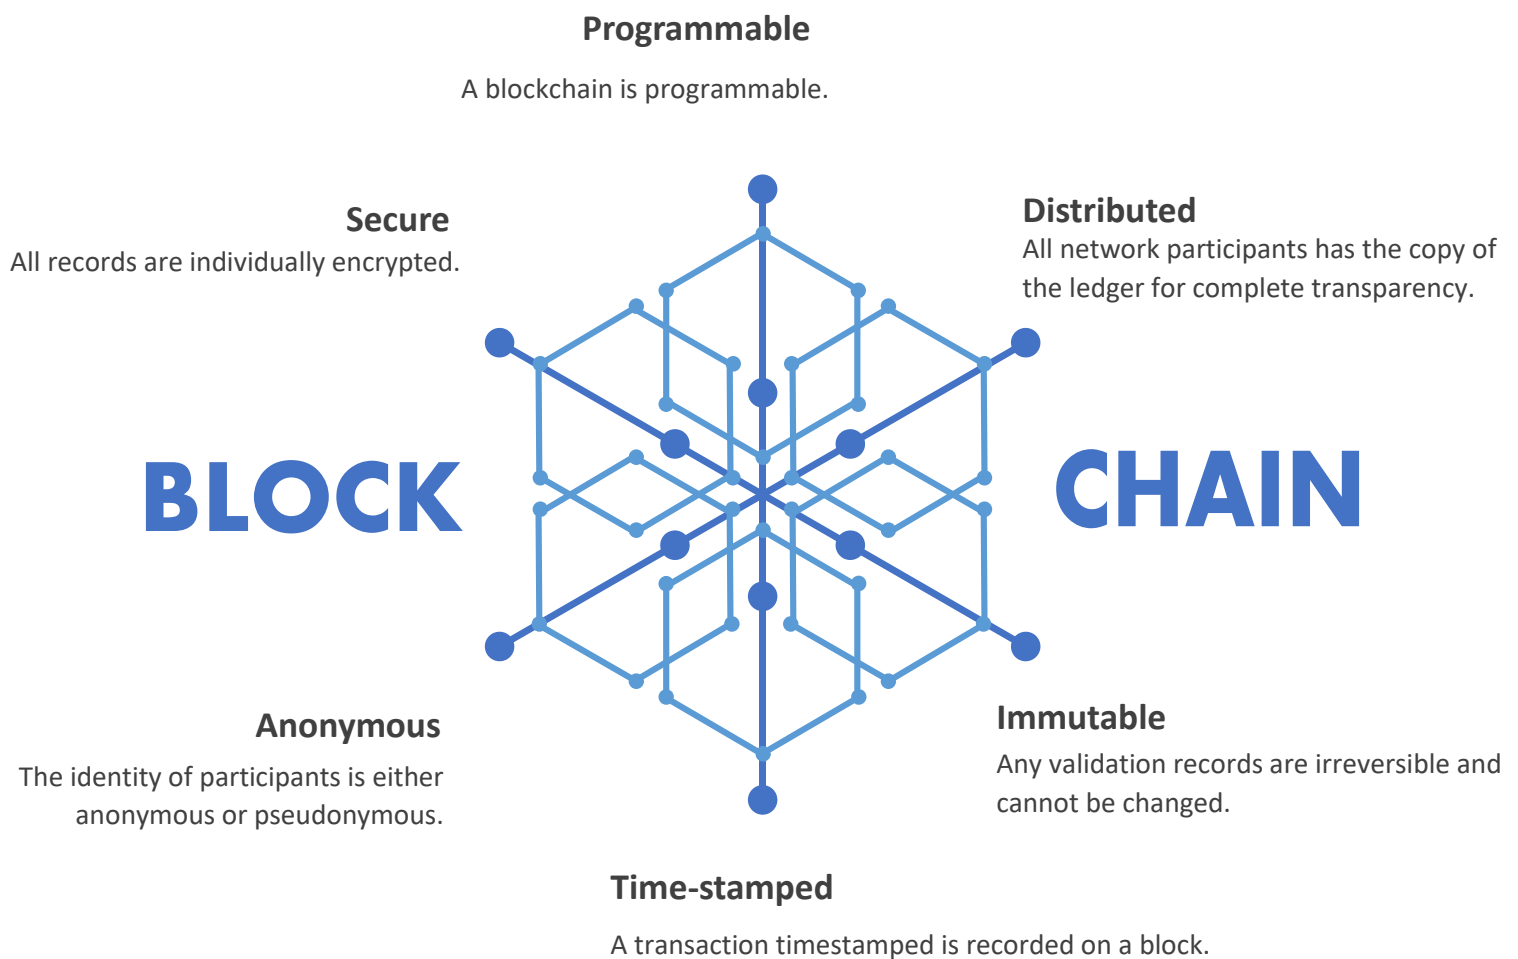 Programmable
A blockchain is programmable.
Secure
All records are individually encrypted.
Distributed
All network participants has the copy of
the ledger for complete transparency.
BLOCK
CHAIN
Anonymous
The identity of participants is either
anonymous or pseudonymous.
Immutable
Any validation records are irreversible and
cannot be changed.
Time-stamped
A transaction timestamped is recorded on a block.